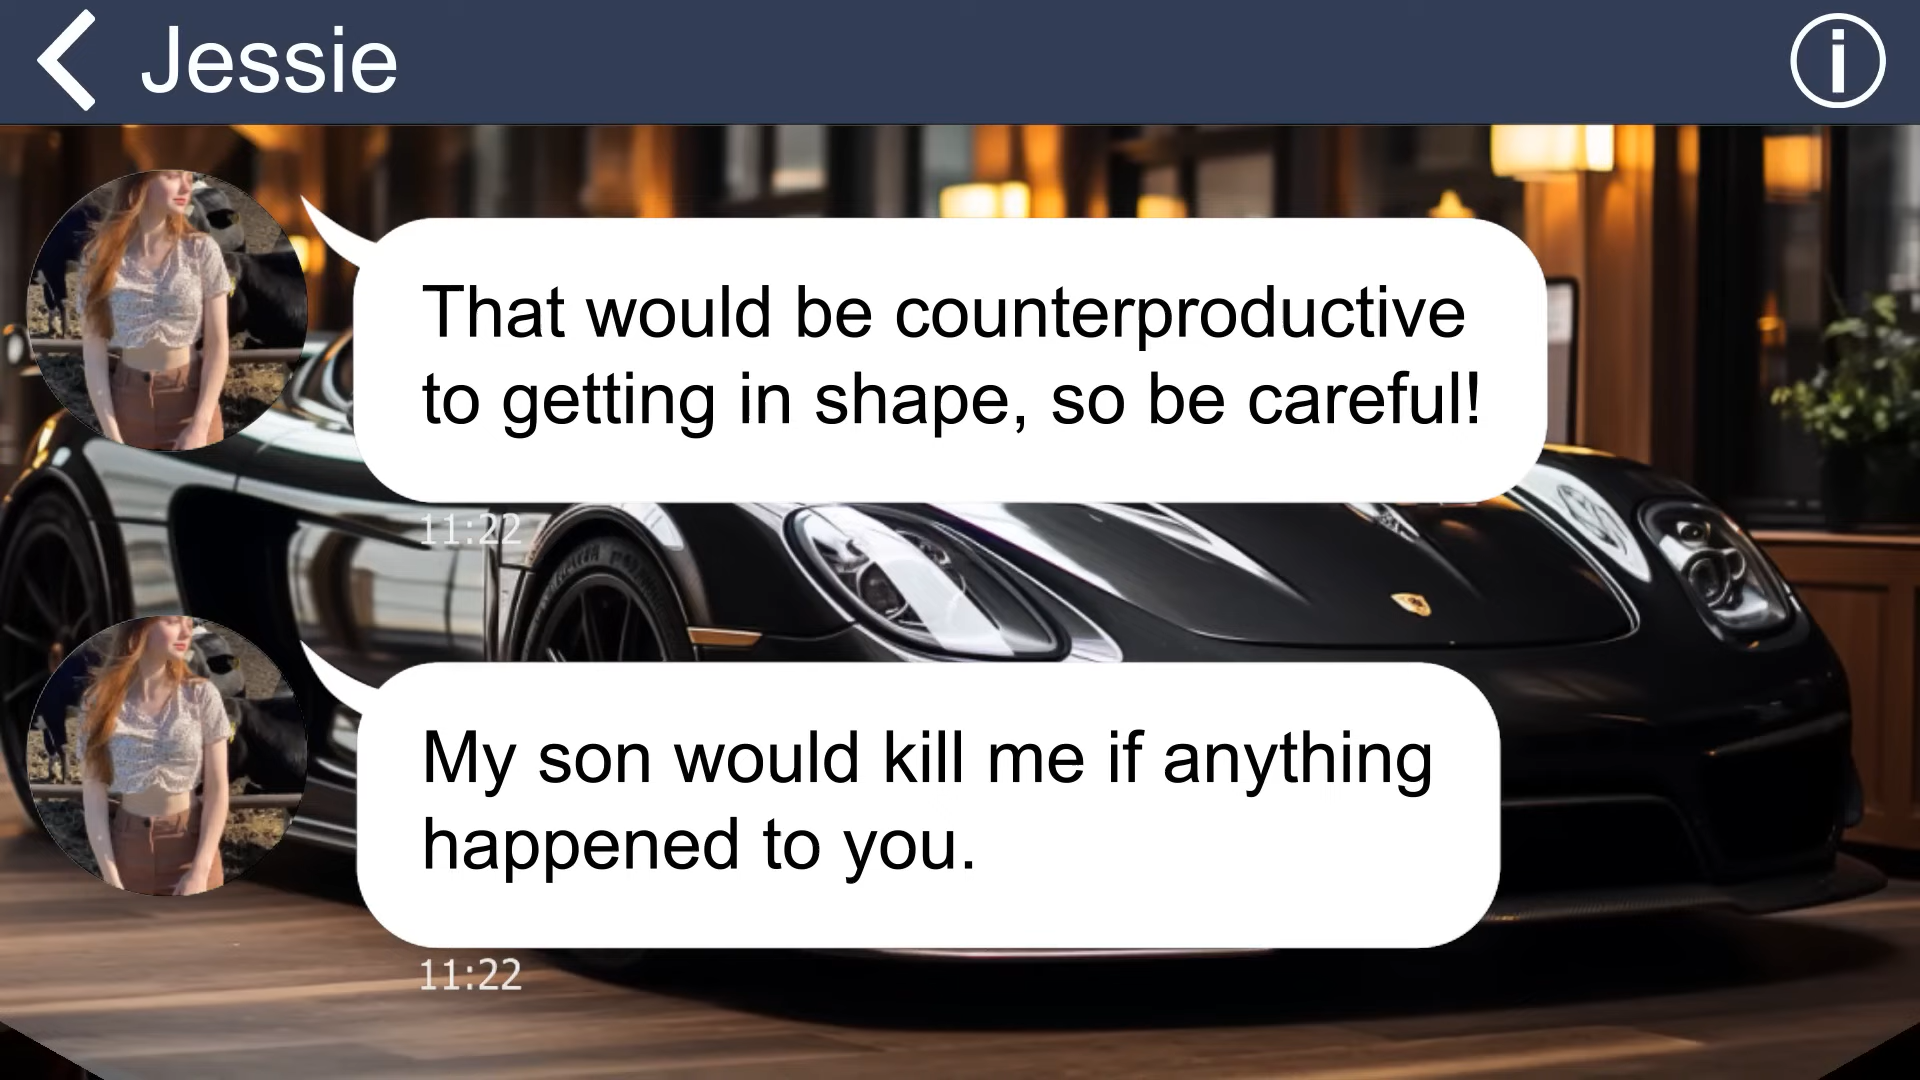 Jessie
That would be counterproductive
to getting in shape, so be careful!
11:22
My son would kill me if anything
happened to you.
11:22